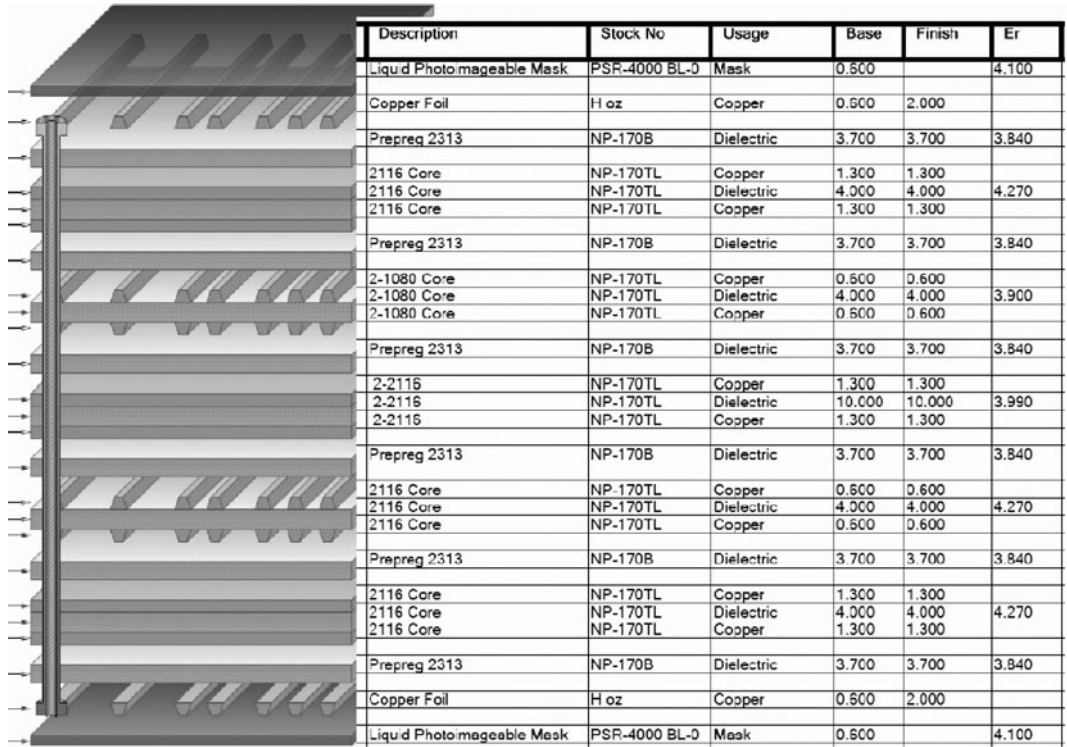 Description Stock No Usage Base Finish Er
Liquid Photoimageable Mask PSR-4000 BL-0 Mask 0.600 4.100
Copper Foil H oz Copper 0.600 2.000
Prepreg 2313 NP-170B Dielectric 3.700 3.700 3.840
2116 Core NP-170TL Copper 1.300 1.300
2116 Core NP-170TL Dielectric 4.000 4.000 4.270
2116 Core NP-170TL Copper 1.300 1.300
Prepreg 2313 NP-170B Dielectric 3.700 3.700 3.840
2-1080 Core NP-170TL Copper 0.600 0.600
2-1080 Core NP-170TL Dielectric 4.000 4.000 3.900
2-1080 Core NP-170TL Copper 0.600 0.600
Prepreg 2313 NP-170B Dielectric 3.700 3.700 3.840
2-2116 NP-170TL Copper 1.300 1.300
2-2116 NP-170TL Dielectric 10.000 10.000 3.990
2-2116 NP-170TL Copper 1.300 1.300
Prepreg 2313 NP-170B Dielectric 3.700 3.700 3.840
2116 Core NP-170TL Copper 0.600 0.600
2116 Core NP-170TL Dielectric 4.000 4.000 4.270
2116 Core NP-170TL Copper 0.600 0.600
Prepreg 2313 NP-170B Dielectric 3.700 3.700 3.840
2116 Core NP-170TL Copper 1.300 1.300
2116 Core NP-170TL Dielectric 4.000 4.000 4.270
2116 Core NP-170TL Copper 1.300 1.300
Prepreg 2313 NP-170B Dielectric 3.700 3.700 3.840
Copper Foil H oz Copper 0.600 2.000
Liquid Photoimageable Mask PSR-4000 BL-0 Mask 0.600 4.100